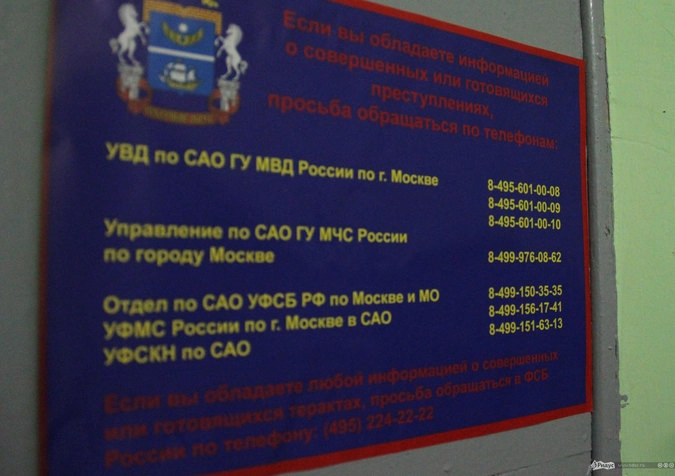 Если вы обладаете информацией
о совершенных или готовящихся
преступлениях,
просьба обращаться по телефонам:
УВД по САО ГУ МВД России по г. Москве 8-495-601-00-08
8-495-601-00-09
8-495-601-00-10
Управление по САО ГУ МЧС России
по городу Москве 8-499-976-08-62
Отдел по САО УФСБ РФ по Москве и МО 8-499-150-35-35
УФМС России по г. Москве в САО 8-499-156-17-41
УФСКН по САО 8-499-151-63-13
Если вы обладаете любой информацией о совершенных
или готовящихся терактах, просьба обращаться в ФСБ
России по телефону: (495) 224-22-22